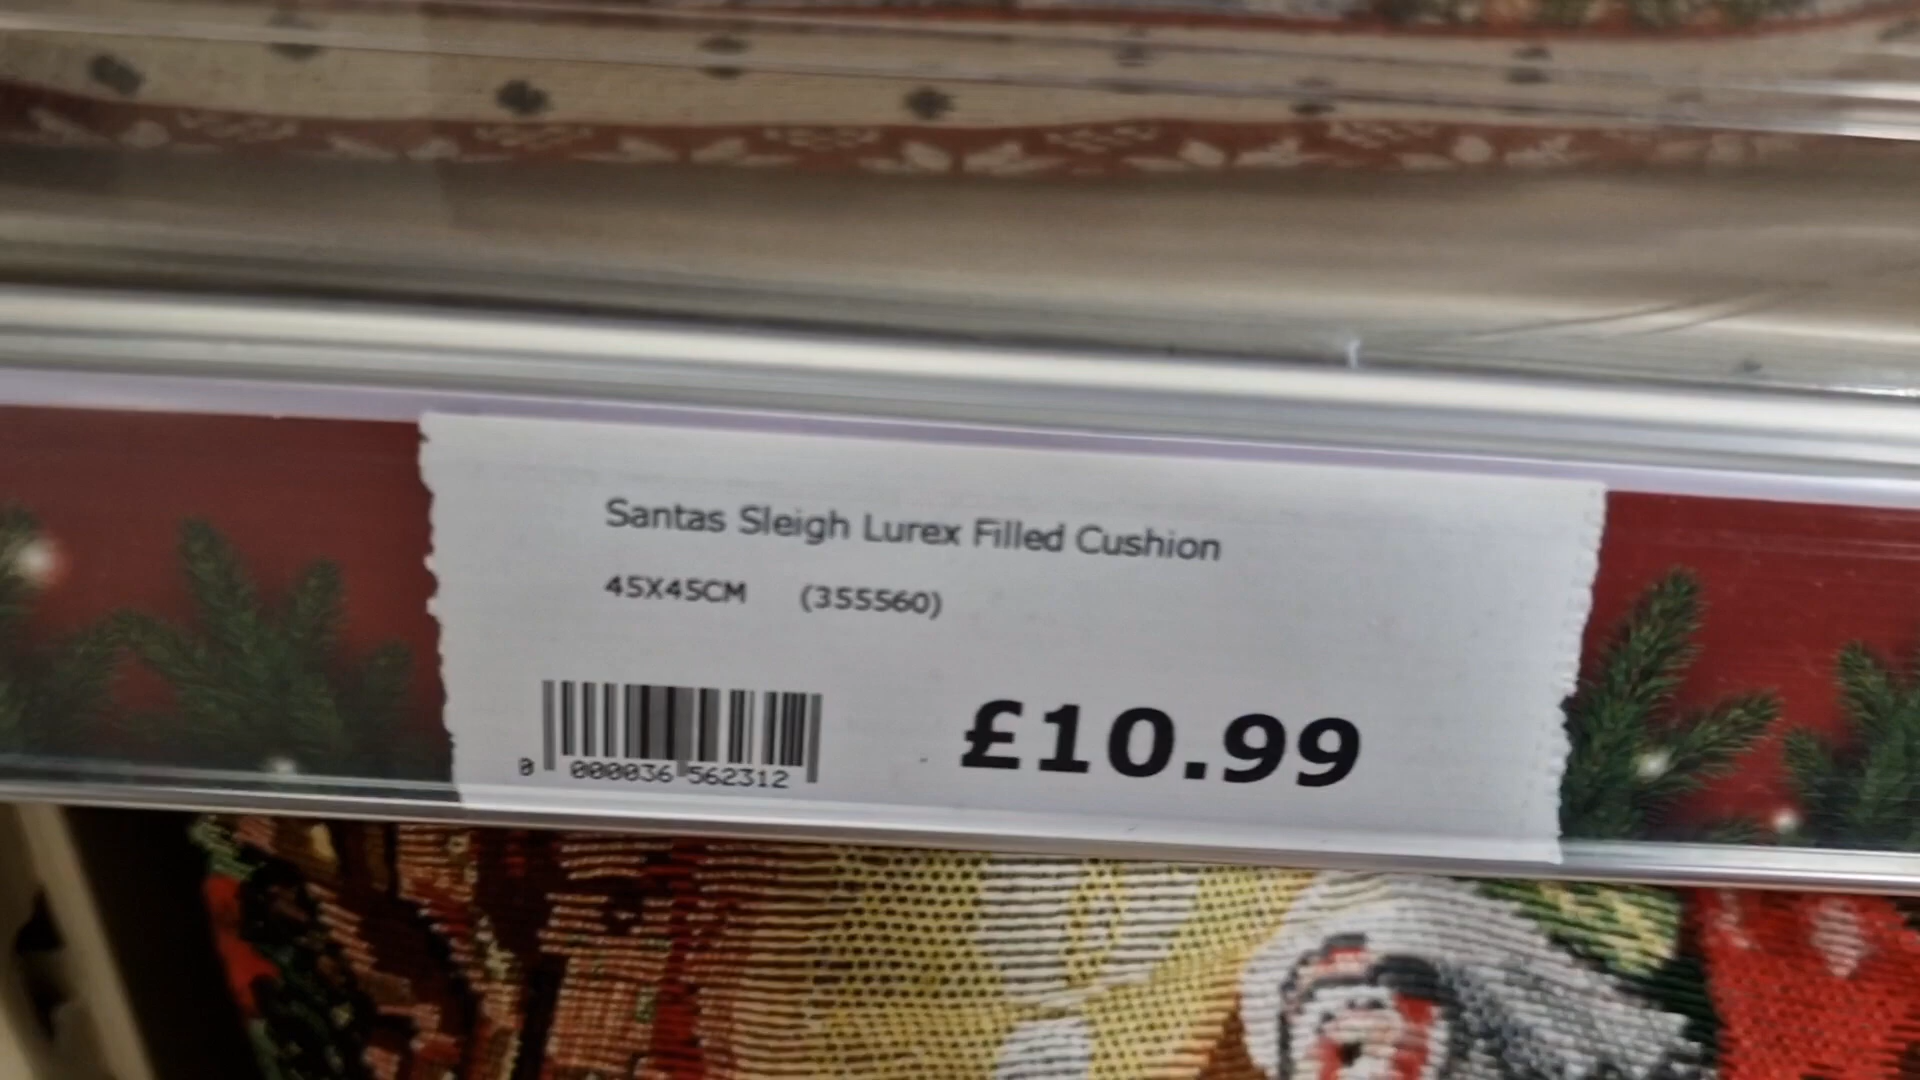 Santas Sleigh Lurex Filled Cushion
45X45CM (355560)
£10.99
0 000036 562312